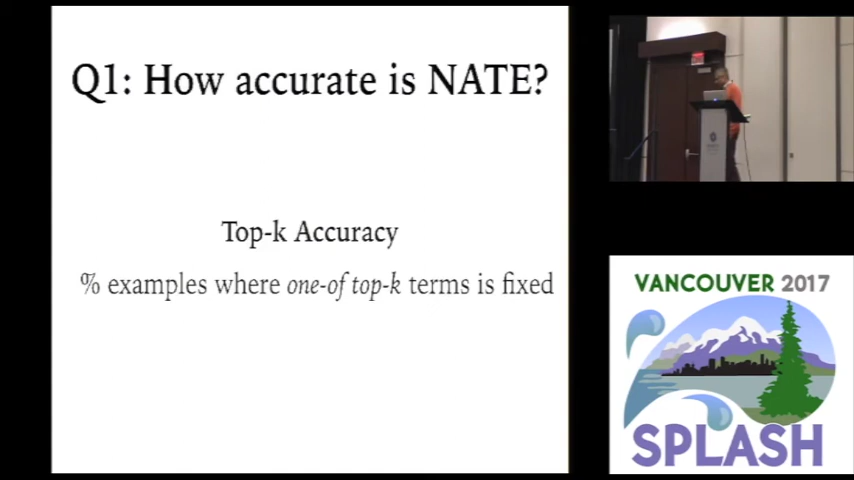 Q1: How accurate is NATE?
Top-k Accuracy
% examples where one-of top-k terms is fixed
VANCOUVER 2017
SPLASH